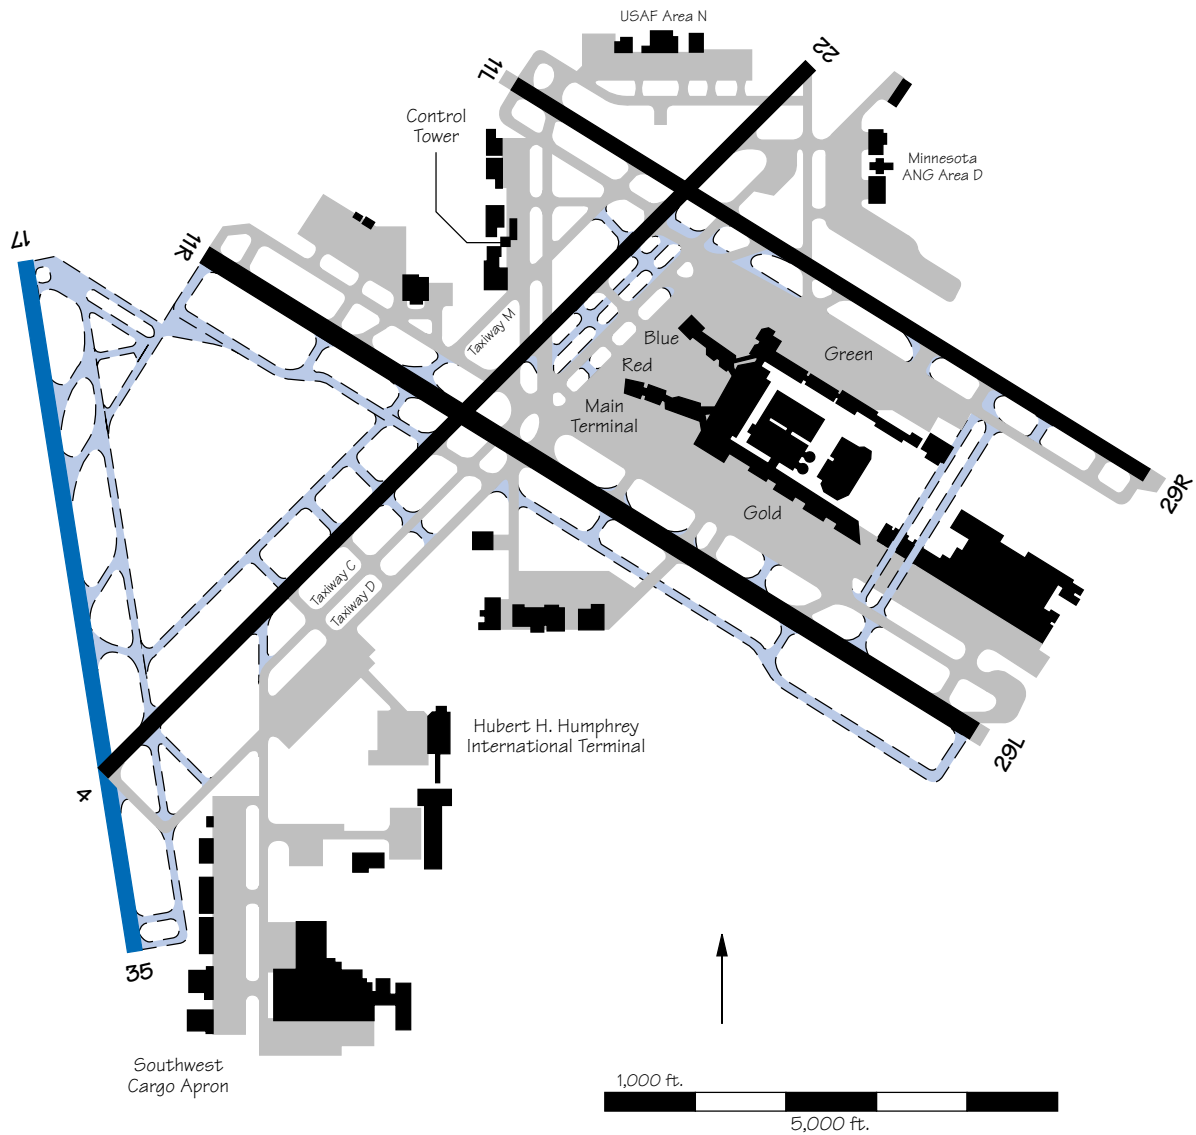 USAF Area N
22
11L
Control
Tower
Minnesota
ANG Area D
17
11R
Taxiway M
Blue
Green
Red
Main
Terminal
29R
Gold
Taxiway C
Taxiway D
Hubert H. Humphrey
International Terminal
29L
4
35
Southwest
Cargo Apron
1,000 ft.
5,000 ft.